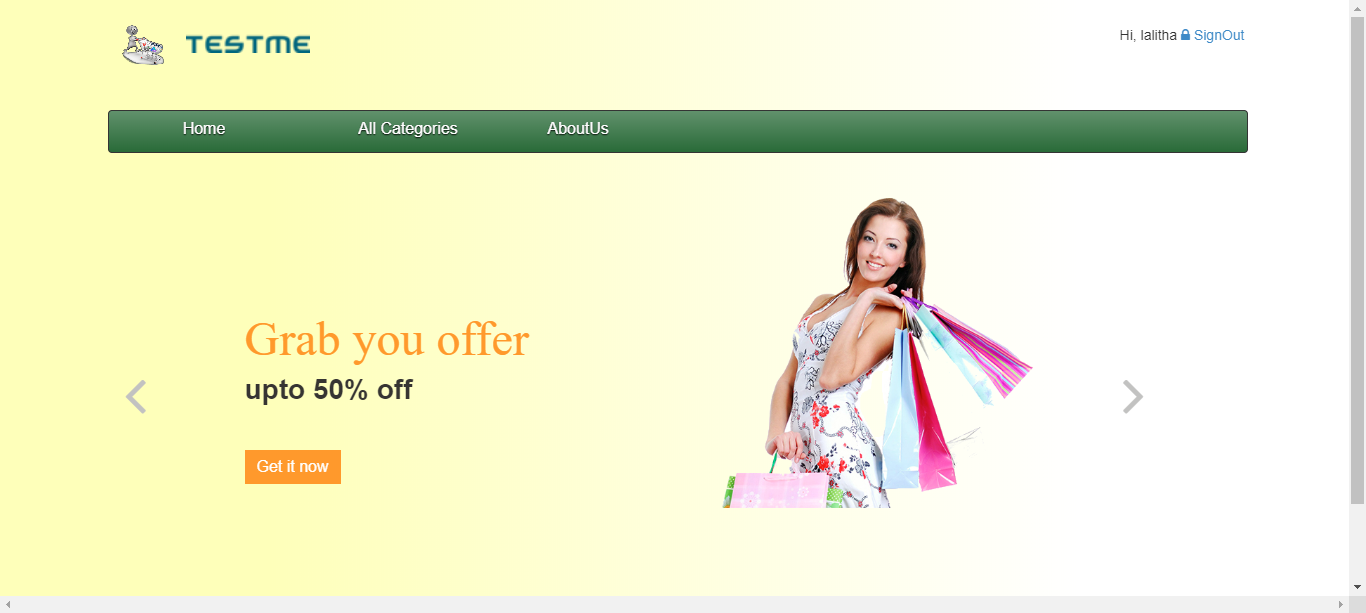 TESTME
Hi, lalitha SignOut
Home All Categories AboutUs
Grab you offer
upto 50% off
Get it now